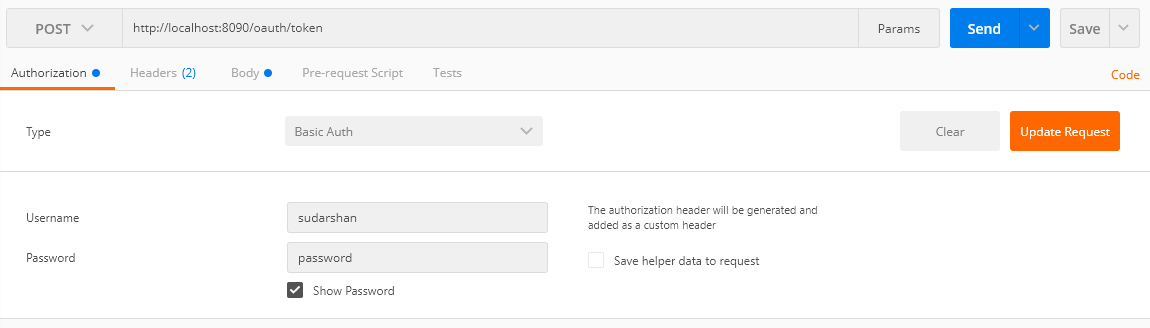 POST http://localhost:8090/oauth/token Params Send Save
Authorization Headers (2) Body Pre-request Script Tests Code
Type Basic Auth Clear Update Request
Username sudarshan
The authorization header will be generated and
added as a custom header
Password password
Save helper data to request
Show Password